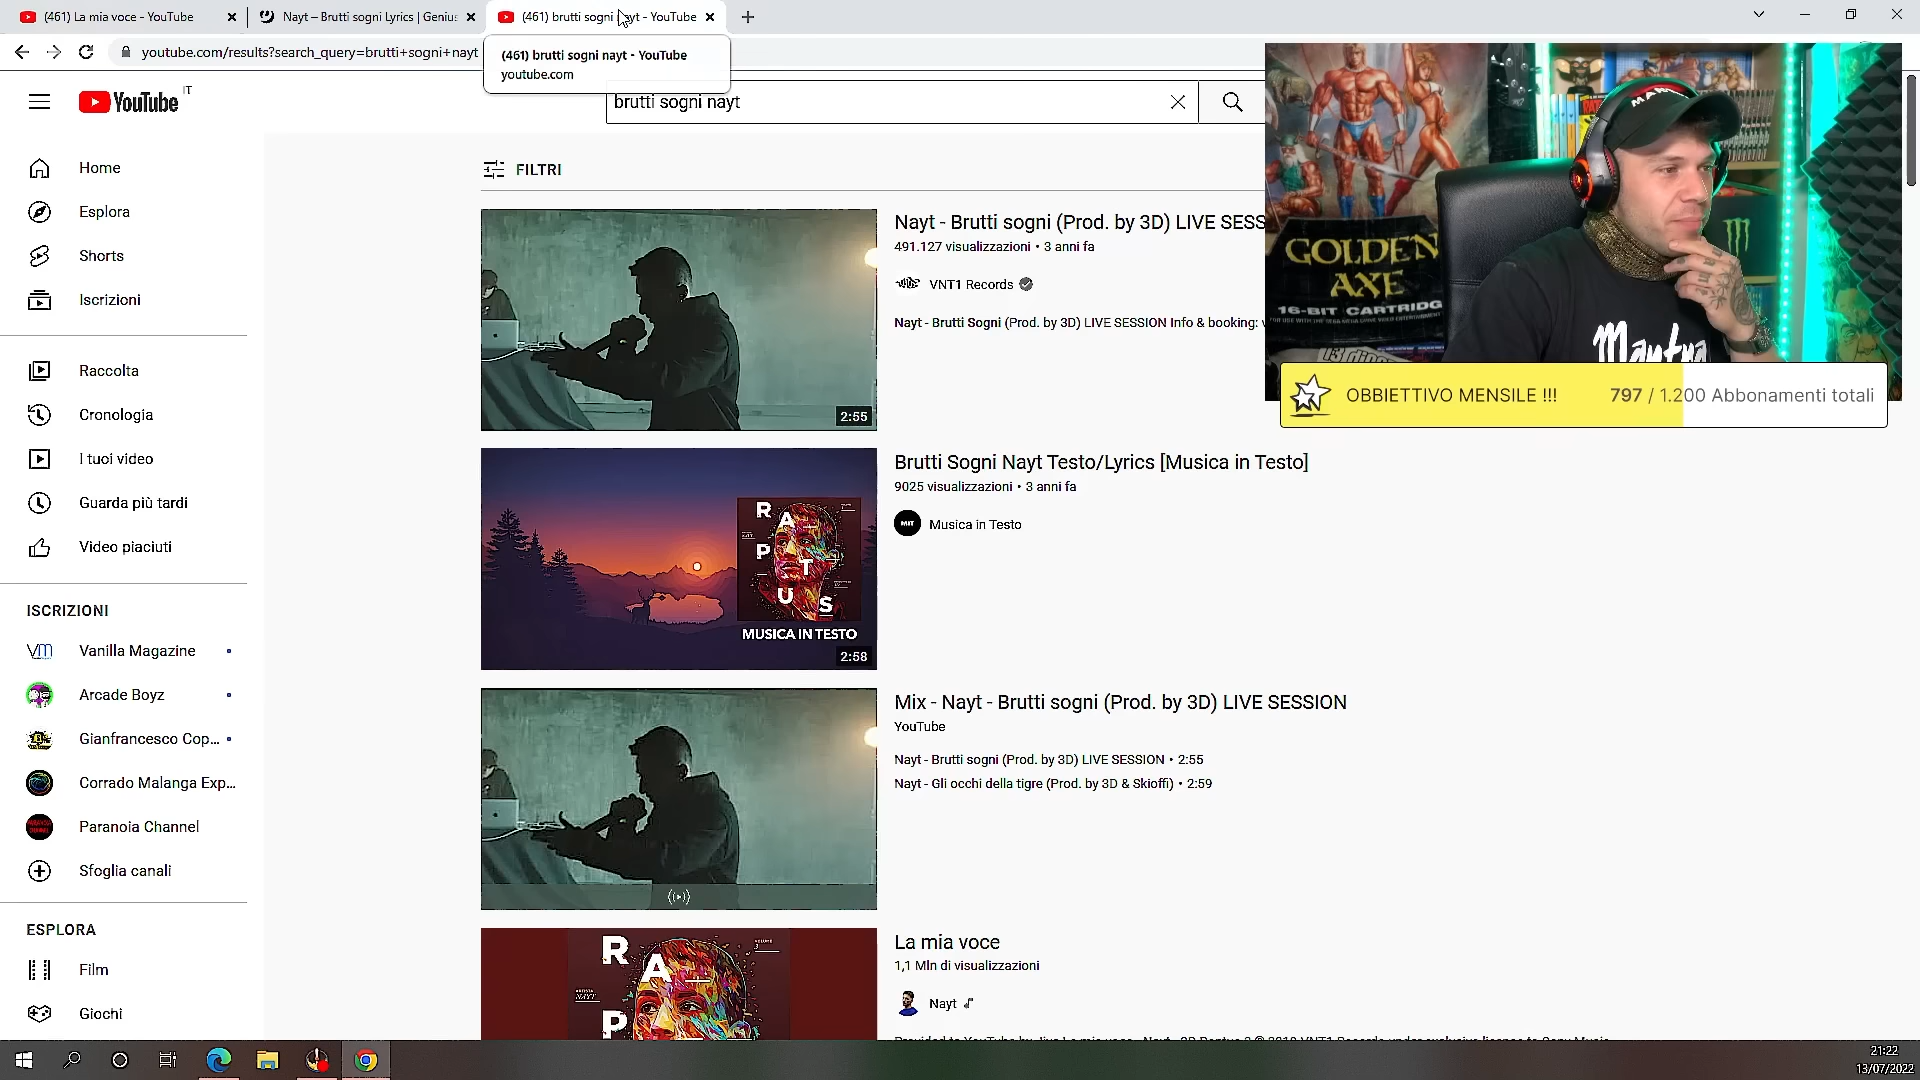 (461) La mia voce - YouTube
Nayt – Brutti sogni Lyrics | Genius
(461) brutti sogni nayt - YouTube
youtube.com/results?search_query=brutti+sogni+nayt
(461) brutti sogni nayt - YouTube
youtube.com
YouTube
IT
brutti sogni nayt
Home
Esplora
Shorts
Iscrizioni
Raccolta
Cronologia
I tuoi video
Guarda più tardi
Video piaciuti
ISCRIZIONI
Vanilla Magazine
Arcade Boyz
Gianfrancesco Cop...
Corrado Malanga Exp...
Paranoia Channel
Sfoglia canali
ESPLORA
Film
Giochi
FILTRI
2:55
Nayt - Brutti sogni (Prod. by 3D) LIVE SESS
491.127 visualizzazioni • 3 anni fa
VNT1 Records
Nayt - Brutti Sogni (Prod. by 3D) LIVE SESSION Info & booking:
RAPTUS
MUSICA IN TESTO
2:58
Brutti Sogni Nayt Testo/Lyrics [Musica in Testo]
9025 visualizzazioni • 3 anni fa
MIT
Musica in Testo
Mix - Nayt - Brutti sogni (Prod. by 3D) LIVE SESSION
YouTube
Nayt - Brutti sogni (Prod. by 3D) LIVE SESSION • 2:55
Nayt - Gli occhi della tigre (Prod. by 3D & Skioffi) • 2:59
RAP
NAYT
La mia voce
1,1 Mln di visualizzazioni
Nayt
GOLDEN
AXE
16-BIT CARTRIDG
Mantra
OBBIETTIVO MENSILE !!!
797 / 1.200 Abbonamenti totali
21:22
13/07/2022